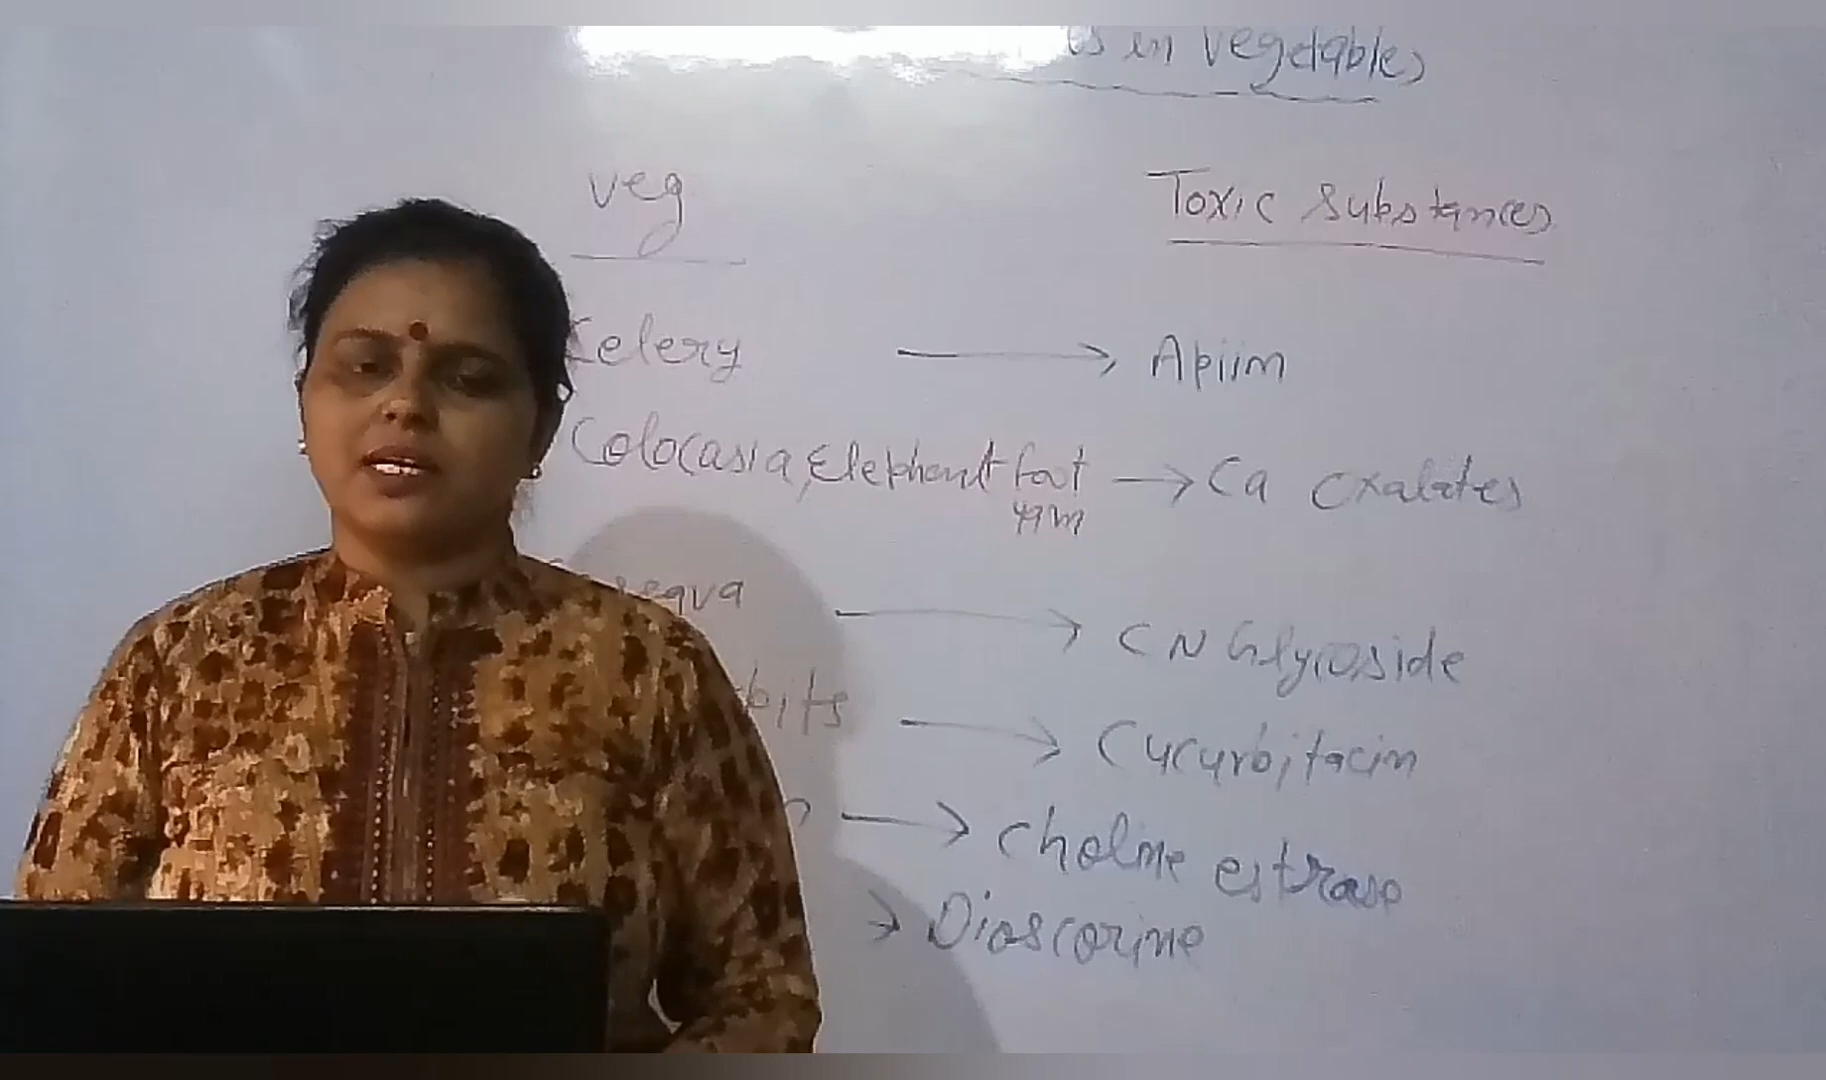 in vegetables
veg Toxic Substances
Celery → Apiim
Colocasia, Elephant foot → Ca Oxalates
yam
→ CN Glycoside
→ Cucurbitacin
→ Choline estrase
→ Dioscorine